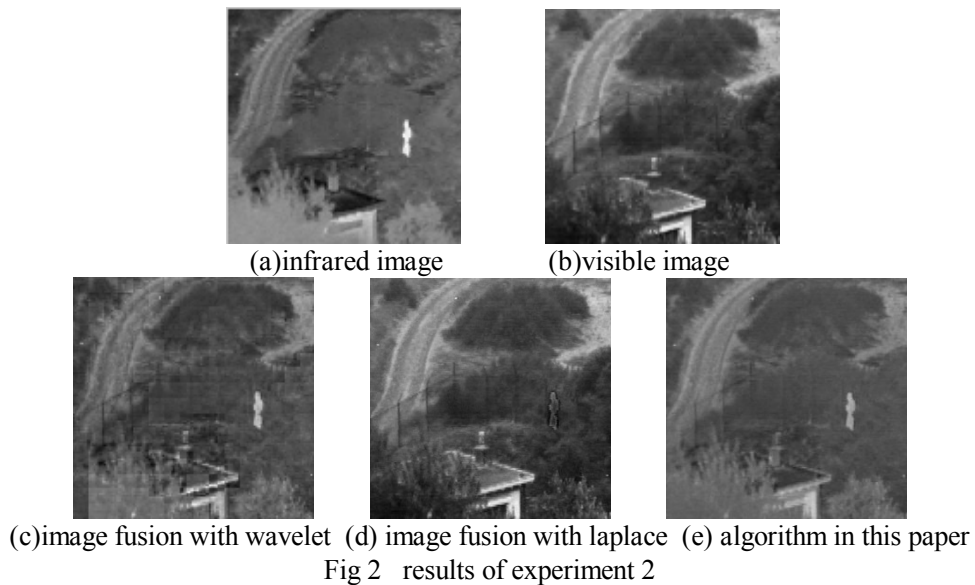 (a)infrared image (b)visible image
(c)image fusion with wavelet (d) image fusion with laplace (e) algorithm in this paper
Fig 2 results of experiment 2